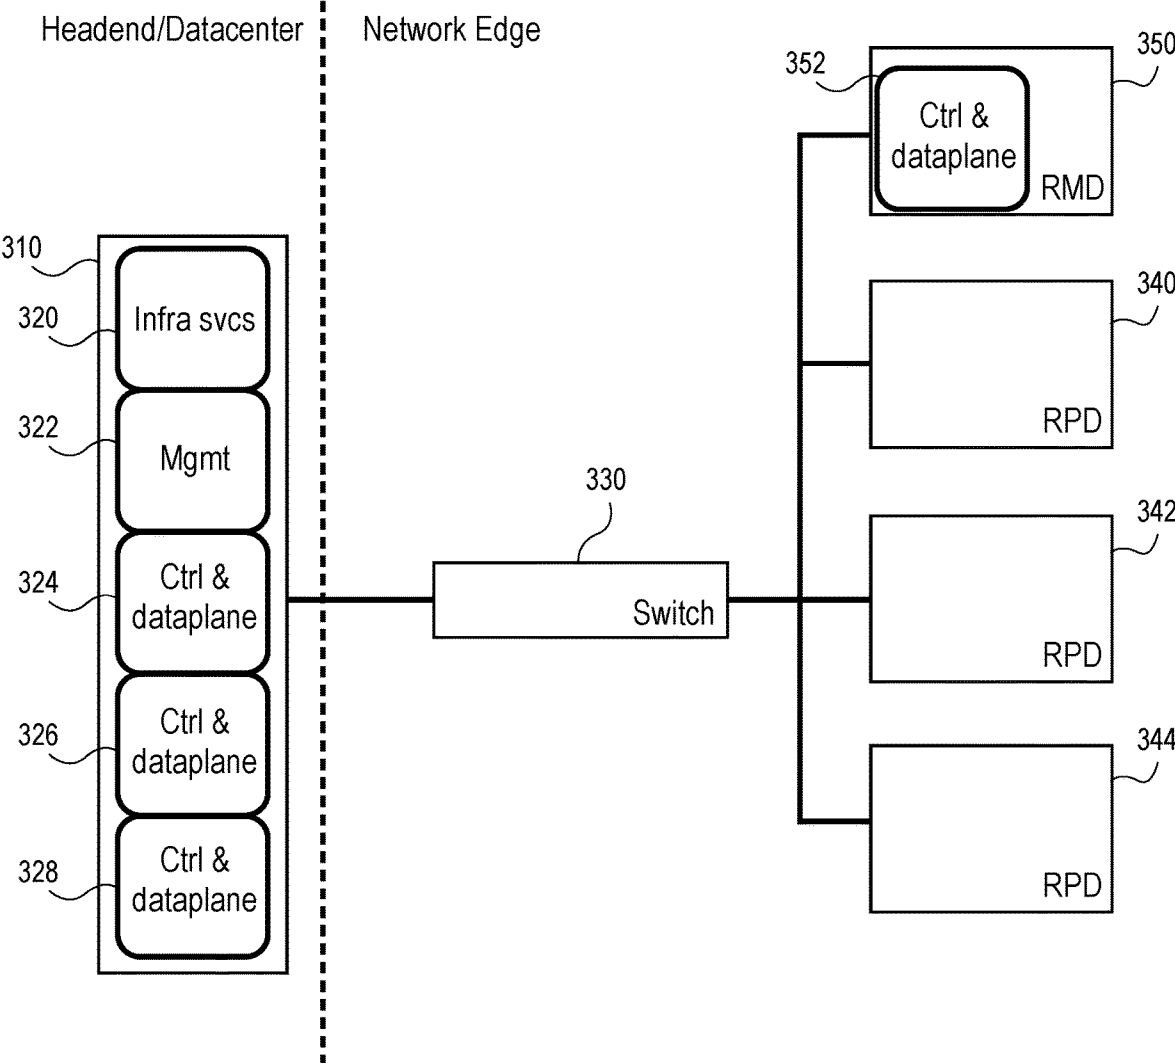 Headend/Datacenter
Network Edge
310
320
Infra svcs
322
Mgmt
324
Ctrl &
dataplane
326
Ctrl &
dataplane
328
Ctrl &
dataplane
330
Switch
350
352
Ctrl &
dataplane
RMD
340
RPD
342
RPD
344
RPD